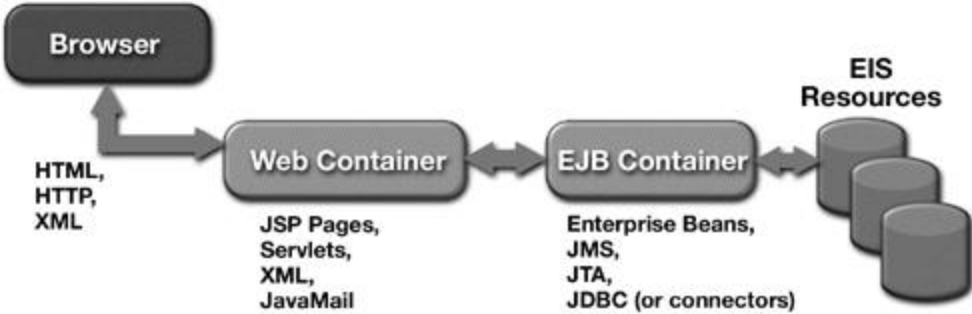 Browser
EIS
Resources
Web Container
EJB Container
HTML,
HTTP,
XML
JSP Pages,
Servlets,
XML,
JavaMail
Enterprise Beans,
JMS,
JTA,
JDBC (or connectors)